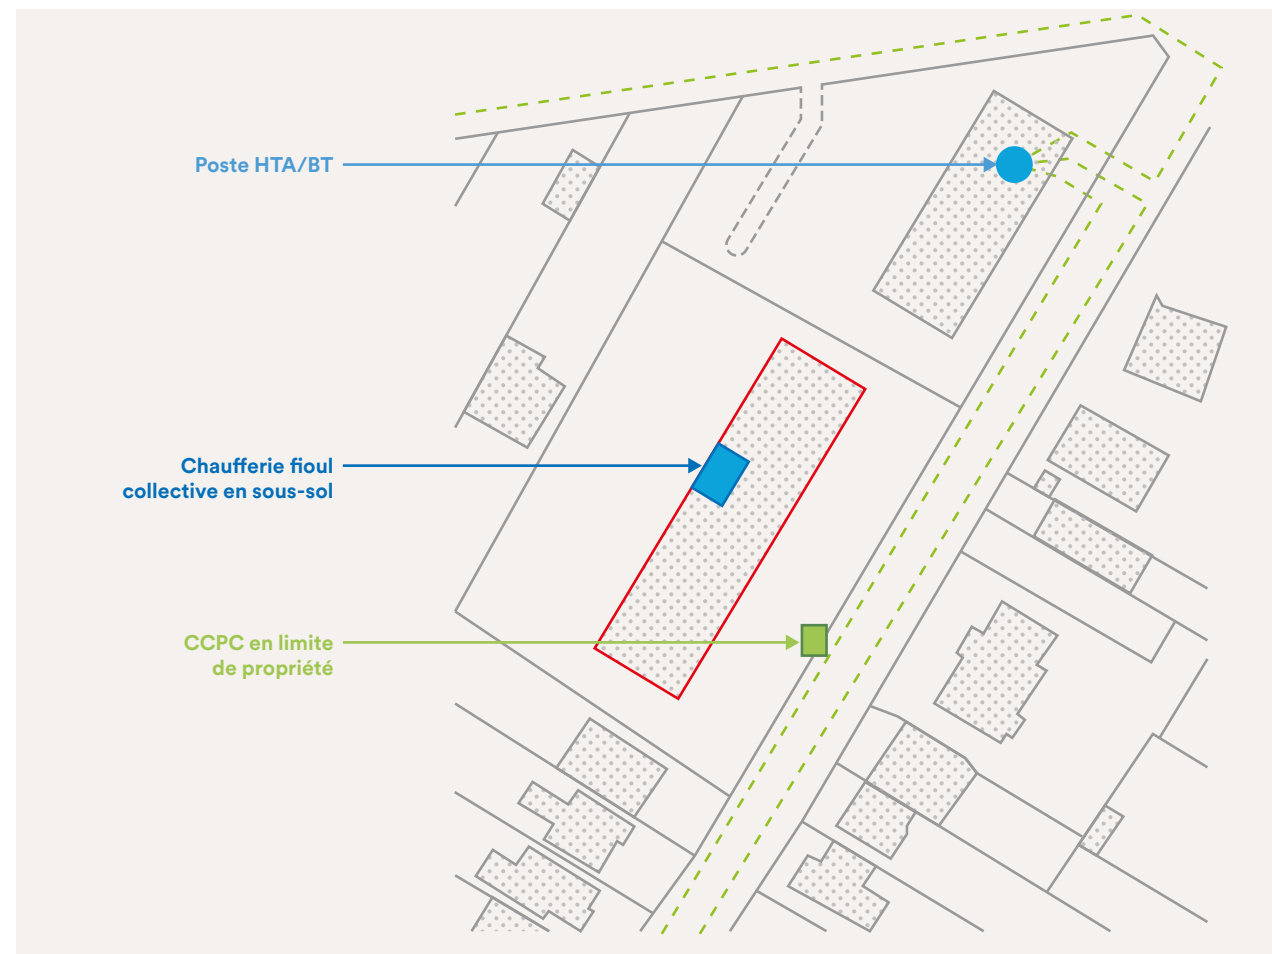 Poste HTA/BT
Chaufferie fioul
collective en sous-sol
CCPC en limite
de propriété